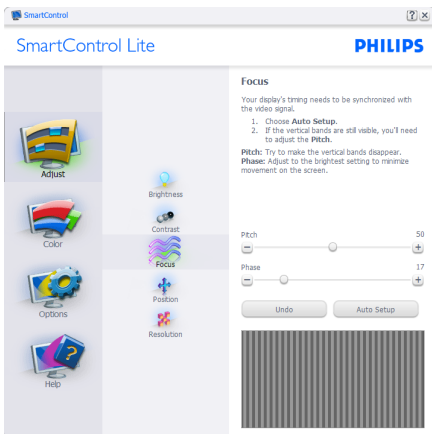 SmartControl
SmartControl Lite
PHILIPS
Adjust
Color
Options
Help
Brightness
Contrast
Focus
Position
Resolution
Focus
Your display's timing needs to be synchronized with
the video signal.
1. Choose Auto Setup.
2. If the vertical bands are still visible, you'll need
to adjust the Pitch.
Pitch: Try to make the vertical bands disappear.
Phase: Adjust to the brightest setting to minimize
movement on the screen.
Pitch 50
Phase 17
Undo Auto Setup